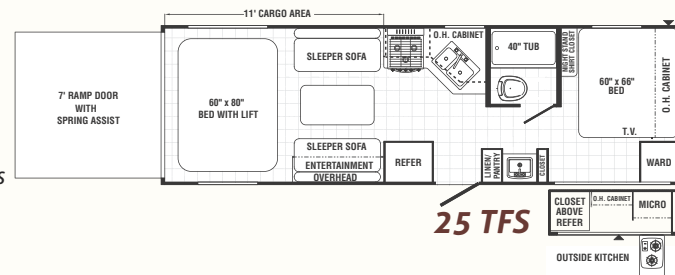 11' CARGO AREA
7' RAMP DOOR
WITH
SPRING ASSIST
60" x 80"
BED WITH LIFT
SLEEPER SOFA
SLEEPER SOFA
ENTERTAINMENT
OVERHEAD
REFER
O.H. CABINET
40" TUB
NIGHT STAND
SHIRT CLOSET
60" x 66"
BED
O.H. CABINET
T.V.
WARD
LINEN/
PANTRY
CLOSET
25 TFS
CLOSET
ABOVE
REFER
O.H. CABINET
MICRO
OUTSIDE KITCHEN
S